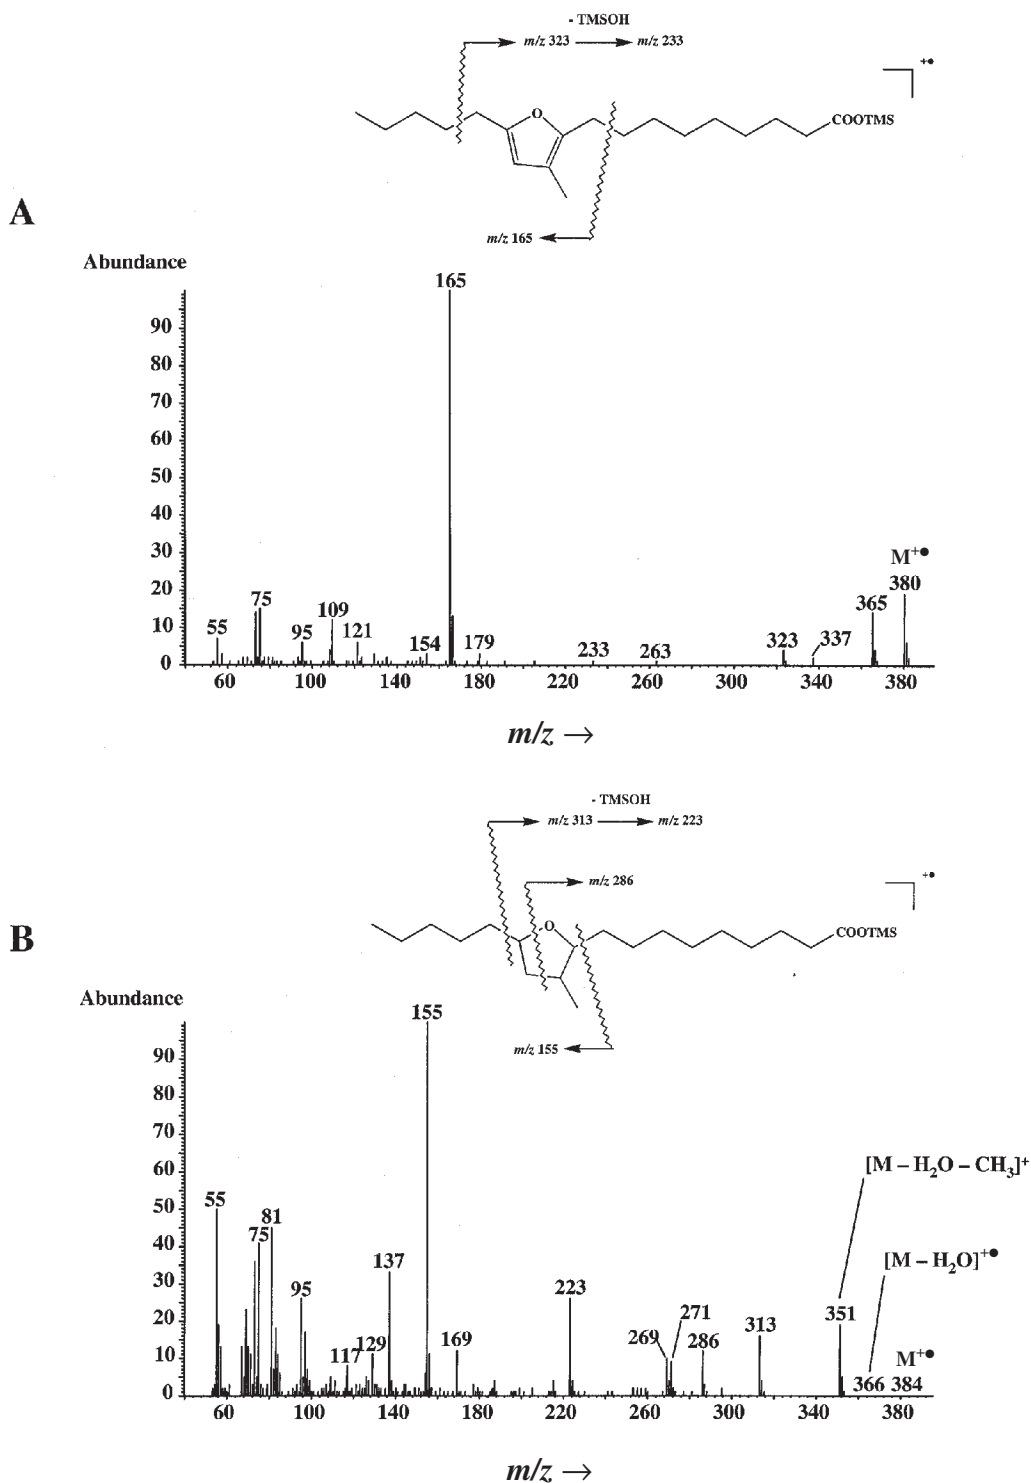 - TMSOH
m/z 323 → m/z 233
+•
O
COOTMS
A
m/z 165
Abundance
165
90
80
70
60
50
40
30
M+•
20
380
75
365
10
55
95
109
121
154
179
233
263
323
337
0
60 100 140 180 220 260 300 340 380
m/z →
- TMSOH
m/z 313 → m/z 223
m/z 286
+•
B
O
COOTMS
Abundance
m/z 155
155
90
80
70
60
[M – H2O – CH3]+
50
55
81
75
40
[M – H2O]+•
137
30
95
223
20
351
271
313
269
286
10
117
129
169
M+•
366 384
0
60 100 140 180 220 260 300 340 380
m/z →